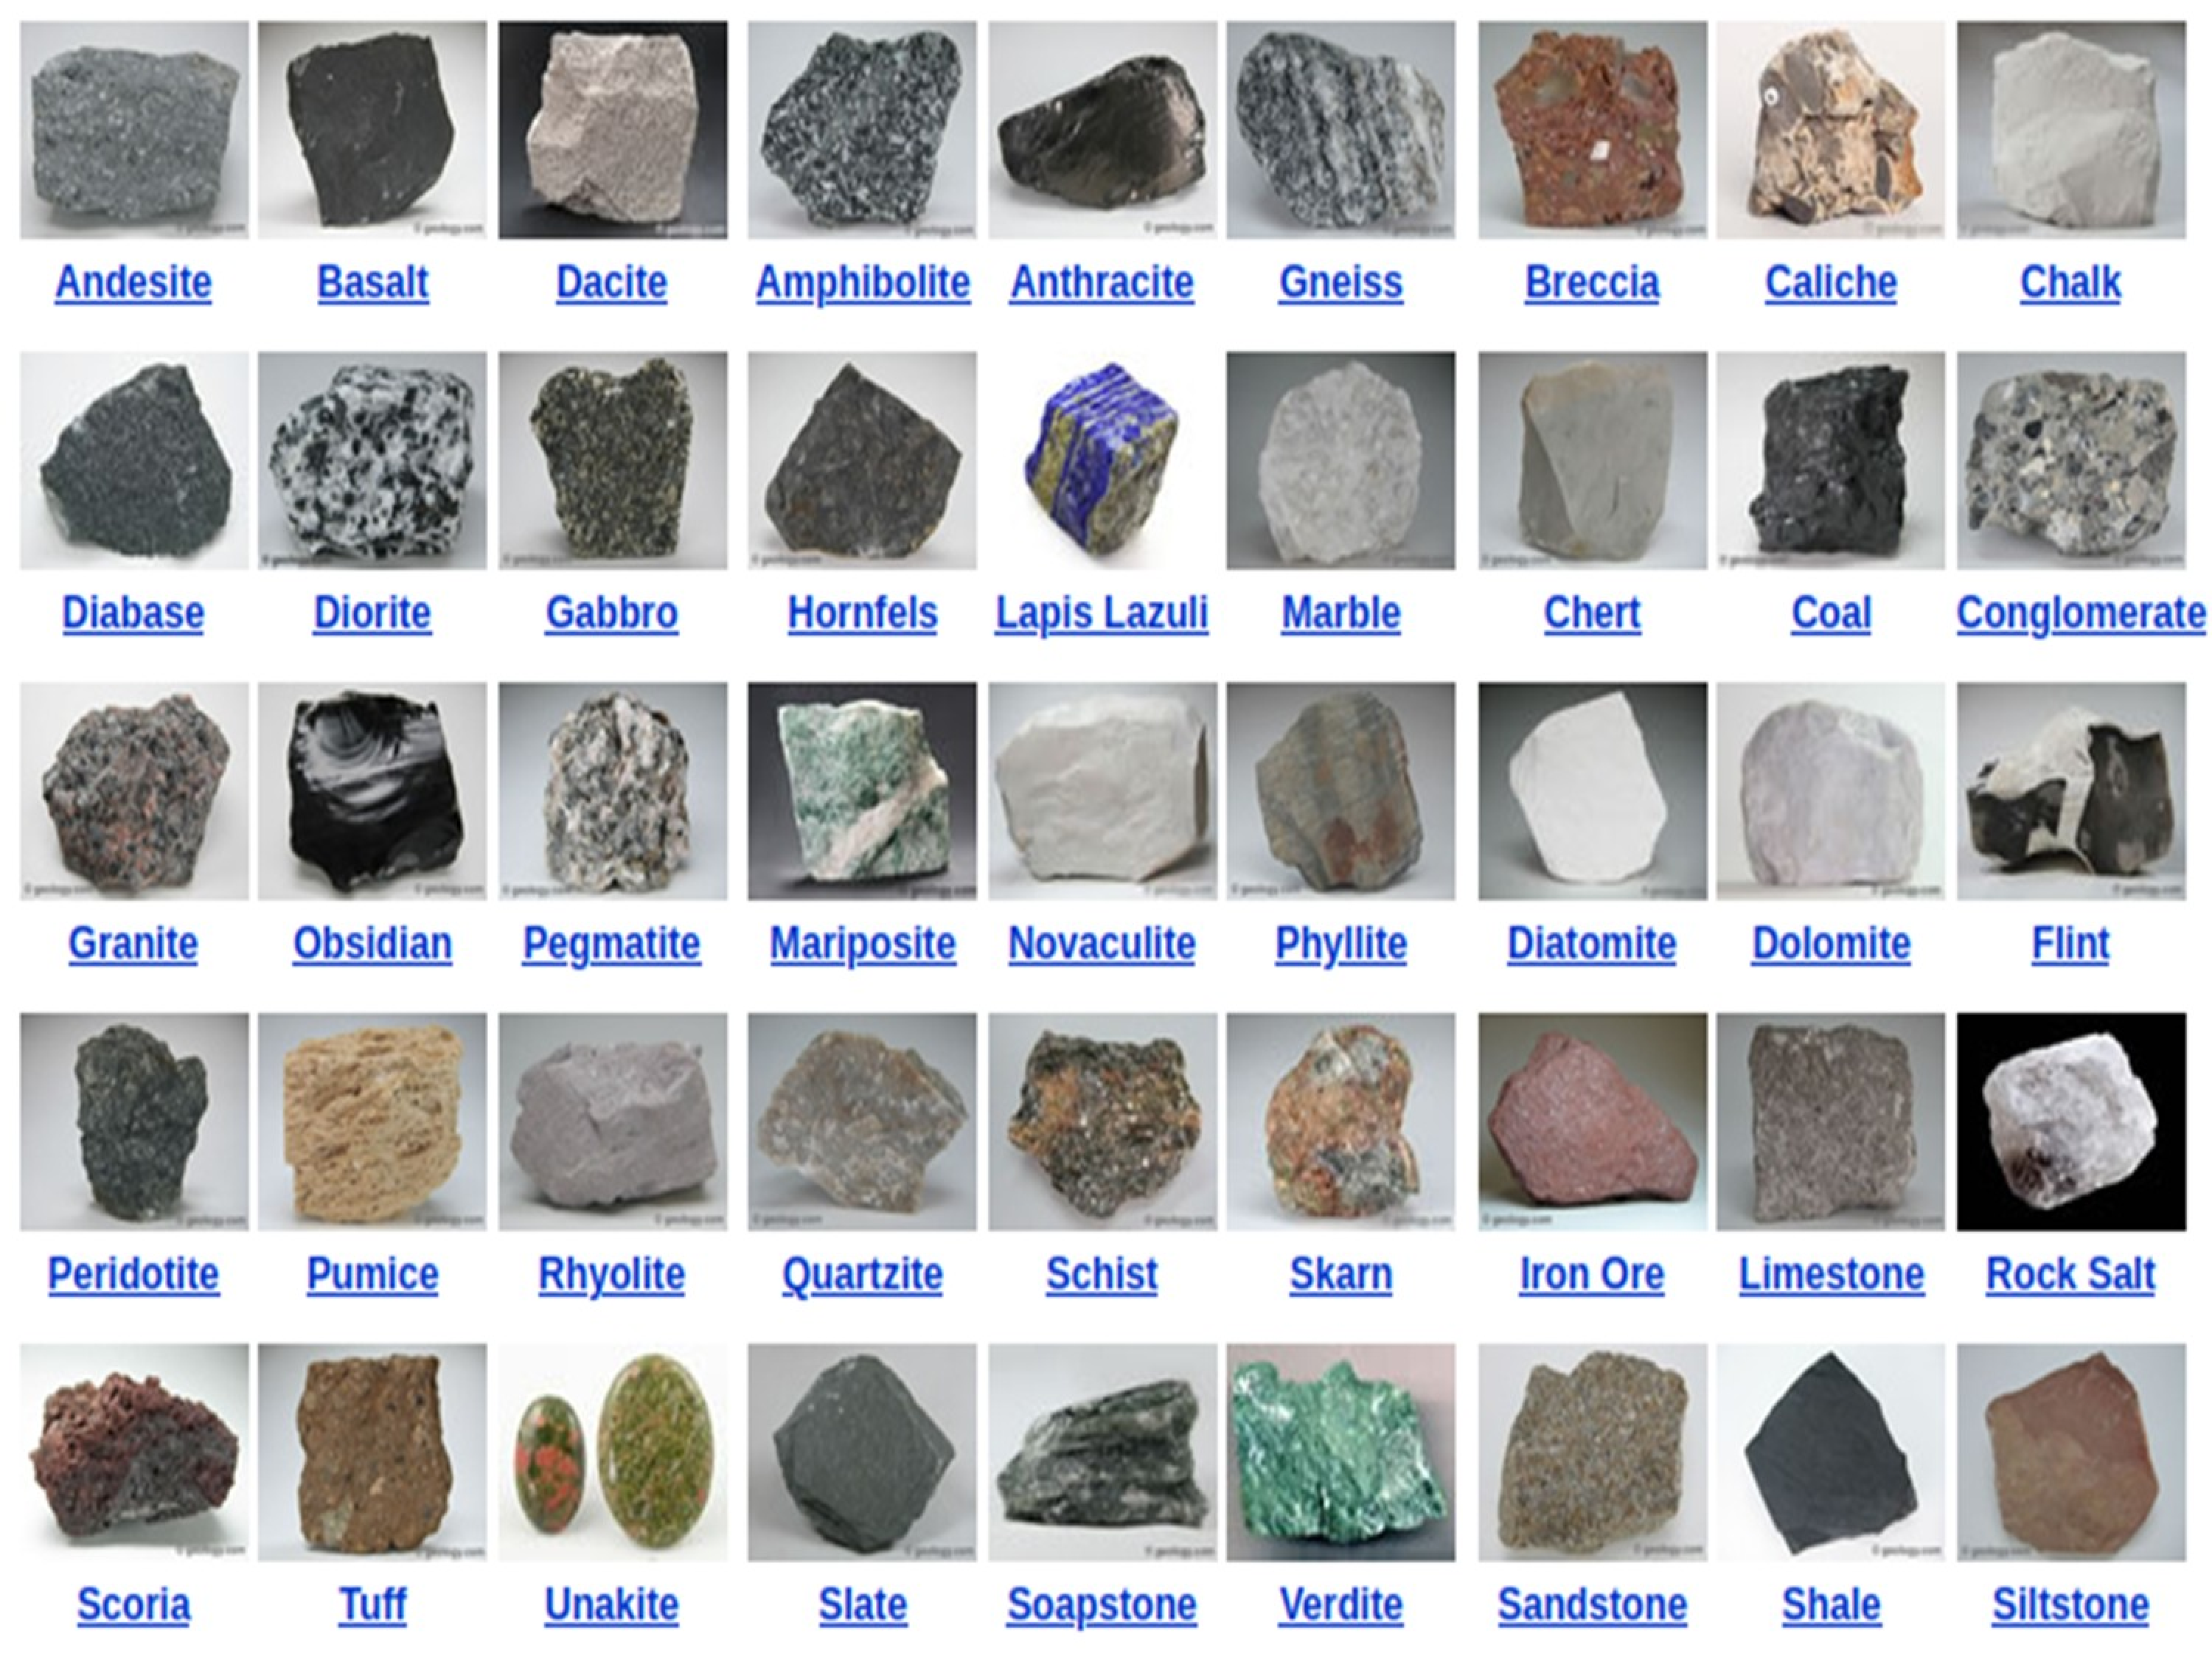 Andesite Basalt Dacite Amphibolite Anthracite Gneiss Breccia Caliche Chalk
Diabase Diorite Gabbro Hornfels Lapis Lazuli Marble Chert Coal Conglomerate
Granite Obsidian Pegmatite Mariposite Novaculite Phyllite Diatomite Dolomite Flint
Peridotite Pumice Rhyolite Quartzite Schist Skarn Iron Ore Limestone Rock Salt
Scoria Tuff Unakite Slate Soapstone Verdite Sandstone Shale Siltstone